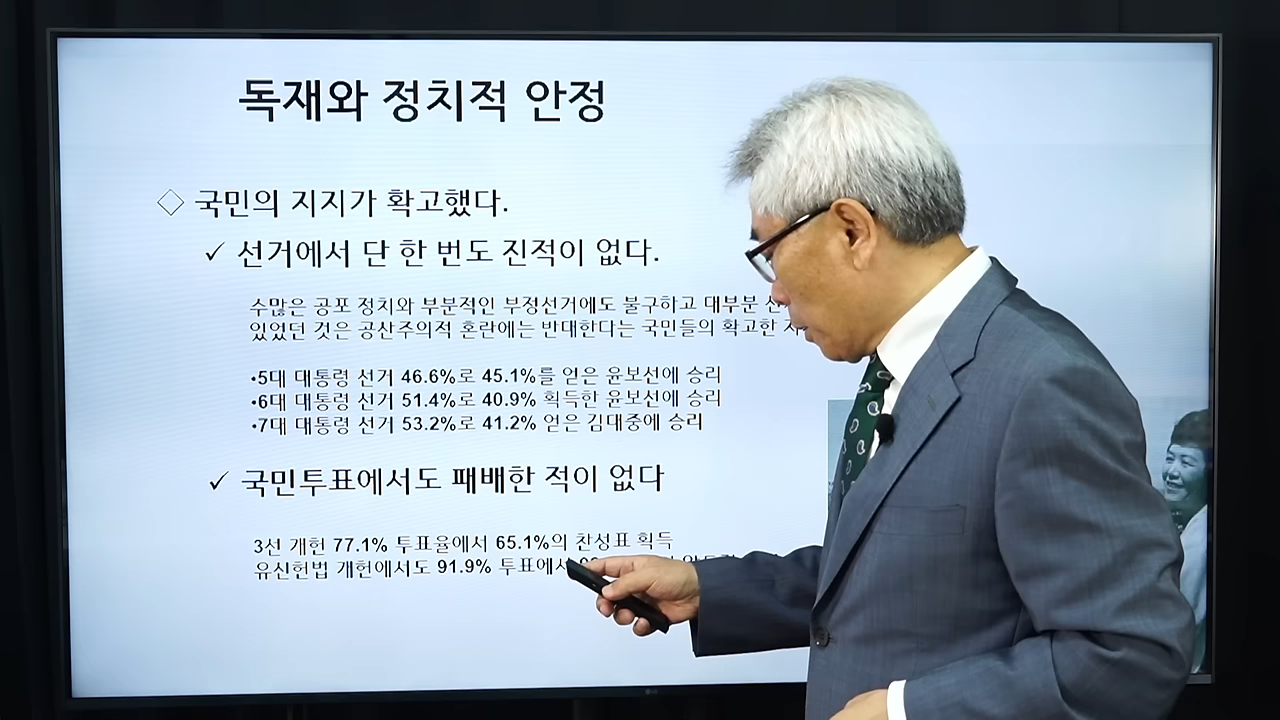 독재와 정치적 안정
◇ 국민의 지지가 확고했다.
✓ 선거에서 단 한 번도 진적이 없다.
수많은 공포 정치와 부분적인 부정선거에도 불구하고 대부분
있었던 것은 공산주의적 혼란에는 반대한다는 국민들의 확고한
•5대 대통령 선거 46.6%로 45.1%를 얻은 윤보선에 승리
•6대 대통령 선거 51.4%로 40.9% 획득한 윤보선에 승리
•7대 대통령 선거 53.2%로 41.2% 얻은 김대중에 승리
✓ 국민투표에서도 패배한 적이 없다
3선 개헌 77.1% 투표율에서 65.1%의 찬성표 획득
유신헌법 개헌에서도 91.9% 투표에서
LG